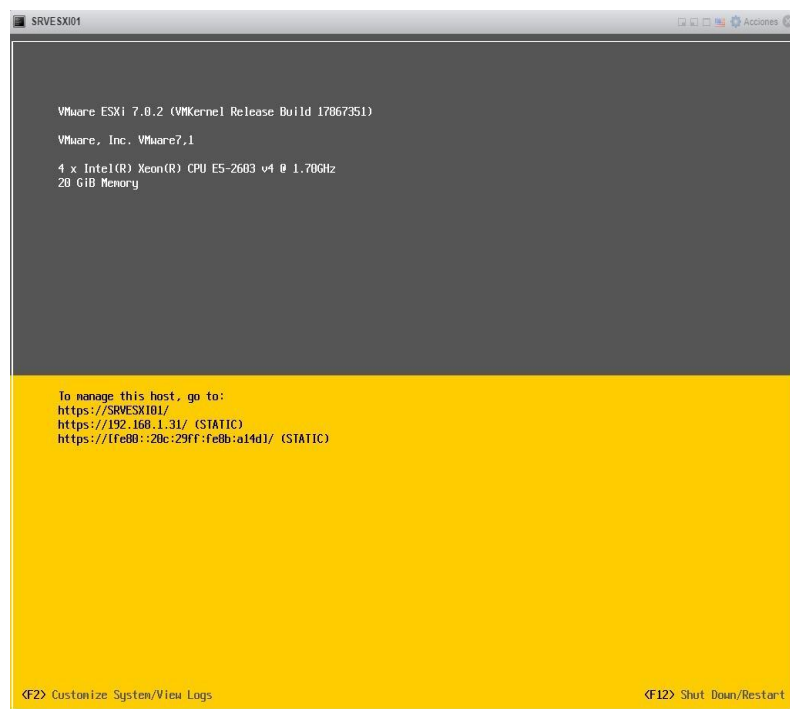 SRVESXI01
Acciones
VMware ESXi 7.0.2 (VMKernel Release Build 17867351)
VMware, Inc. VMware7,1
4 x Intel(R) Xeon(R) CPU E5-2603 v4 @ 1.70GHz
20 GiB Memory
To manage this host, go to:
https://SRVESXI01/
https://192.168.1.31/ (STATIC)
https://[fe80::20c:29ff:fe8b:a14d]/ (STATIC)
<F2> Customize System/View Logs
<F12> Shut Down/Restart